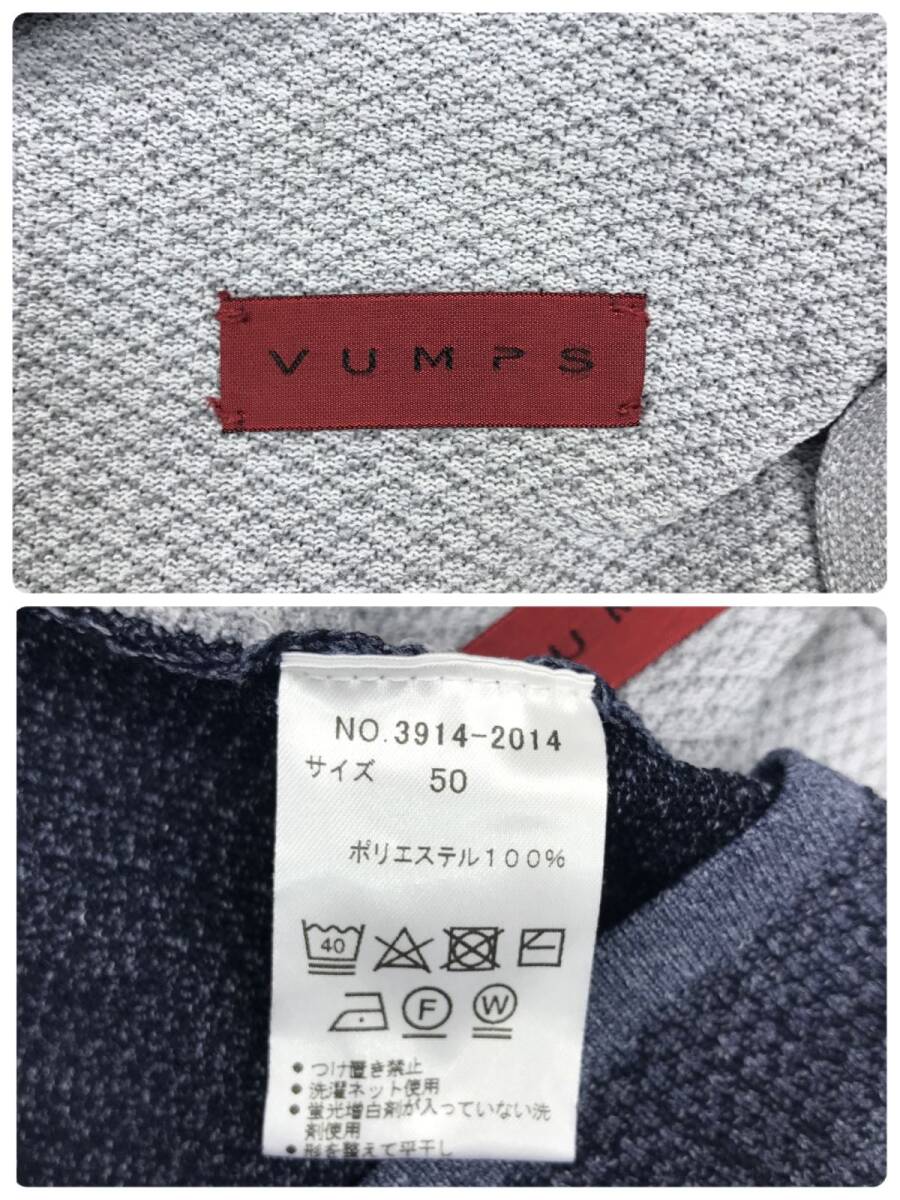 VUMPS
UM
NO.3914-2014
サイズ 50
ポリエステル100%
40
F W
• つけ置き禁止
• 洗濯ネット使用
• 蛍光増白剤が入っていない洗
剤使用
• 形を整えて平干し